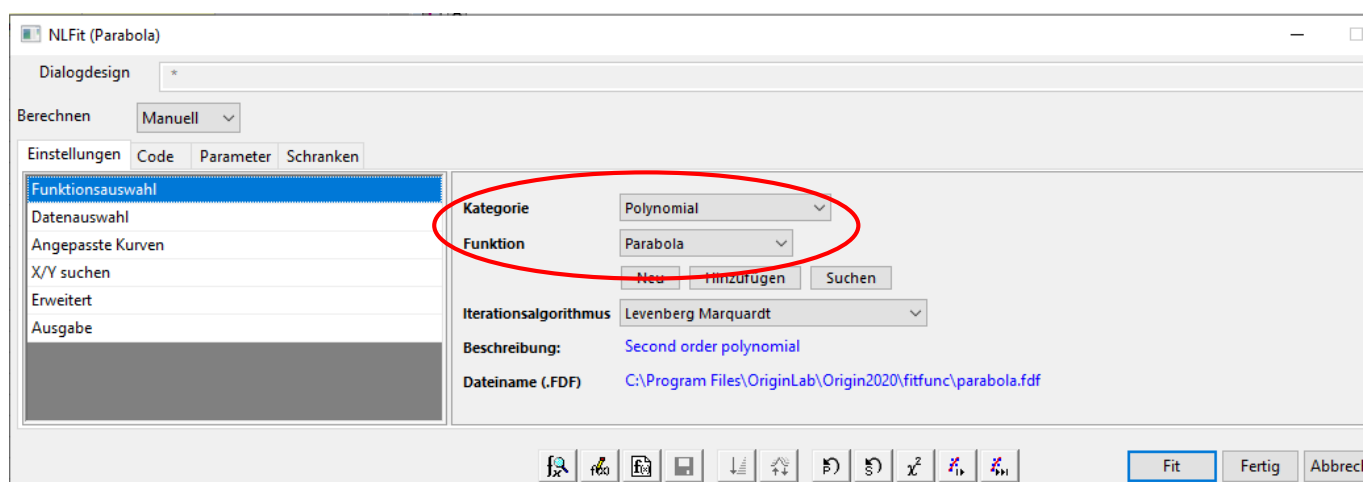 NLFit (Parabola)
Dialogdesign *
Berechnen Manuell
Einstellungen Code Parameter Schranken
Funktionsauswahl
Datenauswahl
Angepasste Kurven
X/Y suchen
Erweitert
Ausgabe
Kategorie Polynomial
Funktion Parabola
Neu Hinzufügen Suchen
Iterationsalgorithmus Levenberg Marquardt
Beschreibung: Second order polynomial
Dateiname (.FDF) C:\Program Files\OriginLab\Origin2020\fitfunc\parabola.fdf
Fit Fertig Abbrec